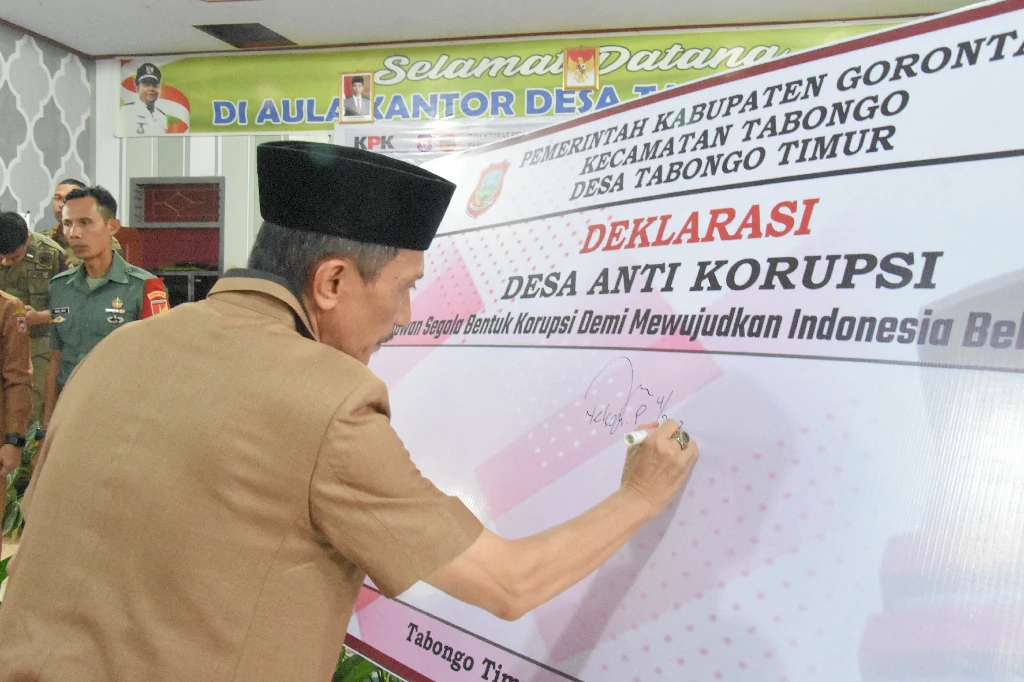 Selamat Datang
DI AULA KANTOR DESA
KPK
PEMERINTAH KABUPATEN GORONTA
KECAMATAN TABONGO
DESA TABONGO TIMUR
DEKLARASI
DESA ANTI KORUPSI
awan Segala Bentuk Korupsi Demi Mewujudkan Indonesia Be
Tabongo Tim